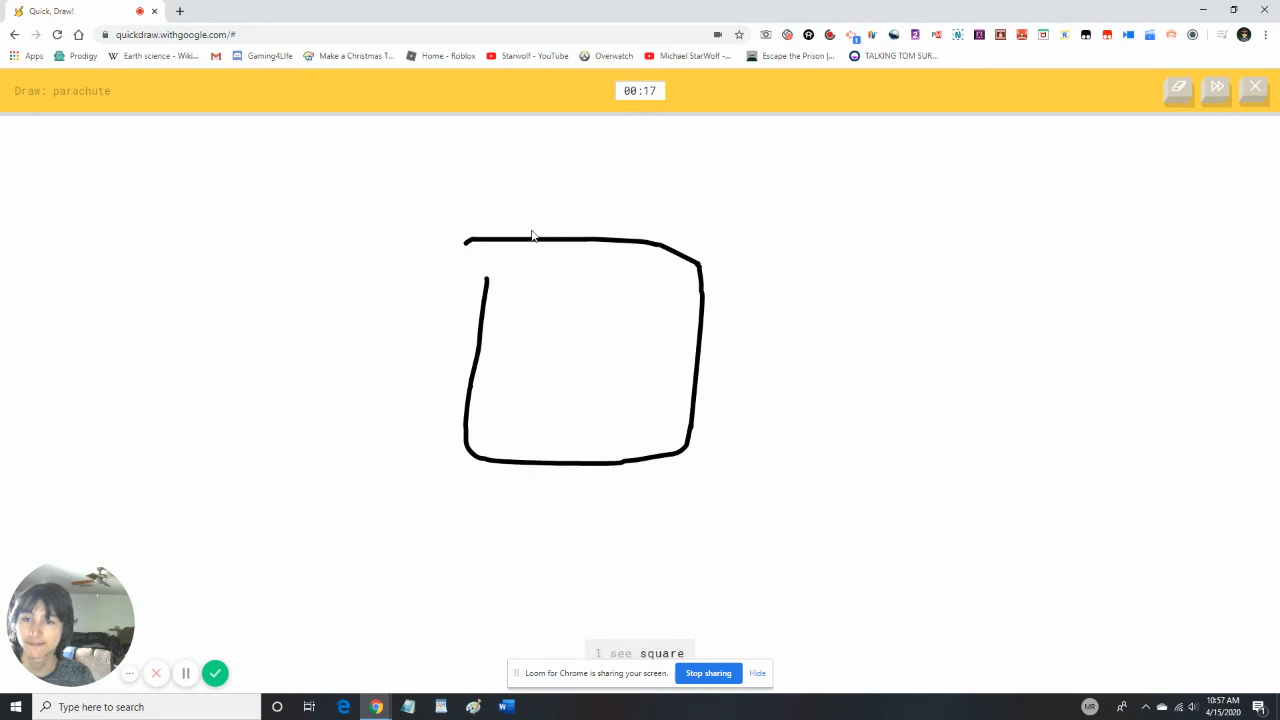 Quick, Draw!
quickdraw.withgoogle.com/#
Apps Prodigy Earth science - Wiki... Gaming4Life Make a Christmas T... Home - Roblox Starwolf - YouTube Overwatch Michael StarWolf -... Escape the Prison |... TALKING TOM SUR...
Draw: parachute
00:17
I see square
Loom for Chrome is sharing your screen. Stop sharing Hide
Type here to search
MR
10:57 AM
4/15/2020